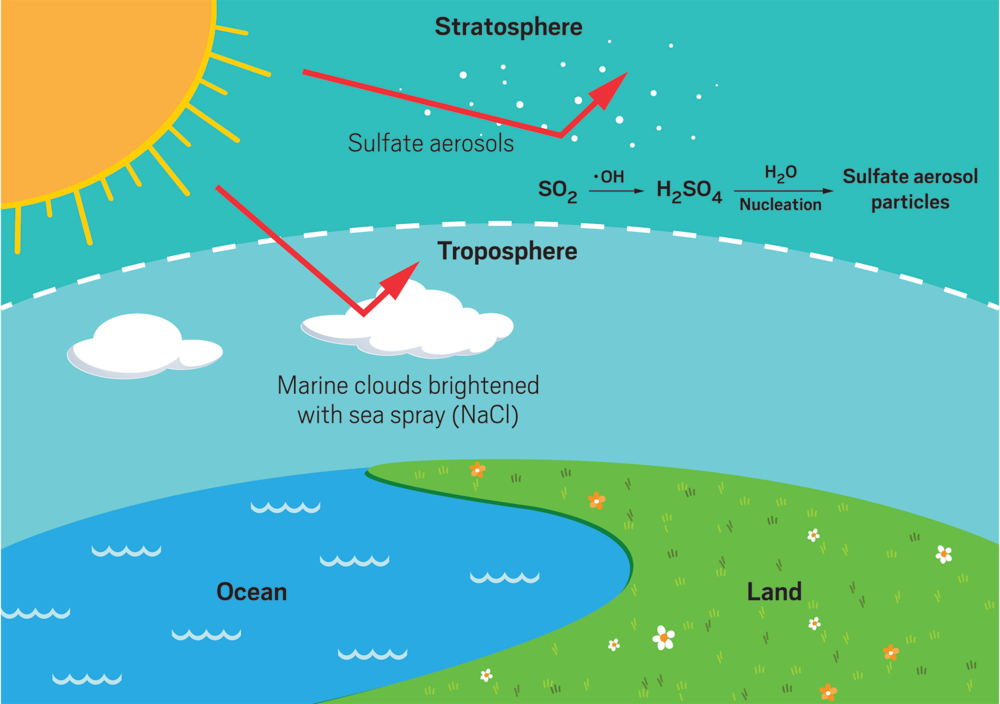 Stratosphere
Sulfate aerosols
SO₂ ·OH H₂SO₄ H₂O Nucleation Sulfate aerosol
particles
Troposphere
Marine clouds brightened
with sea spray (NaCl)
Ocean
Land